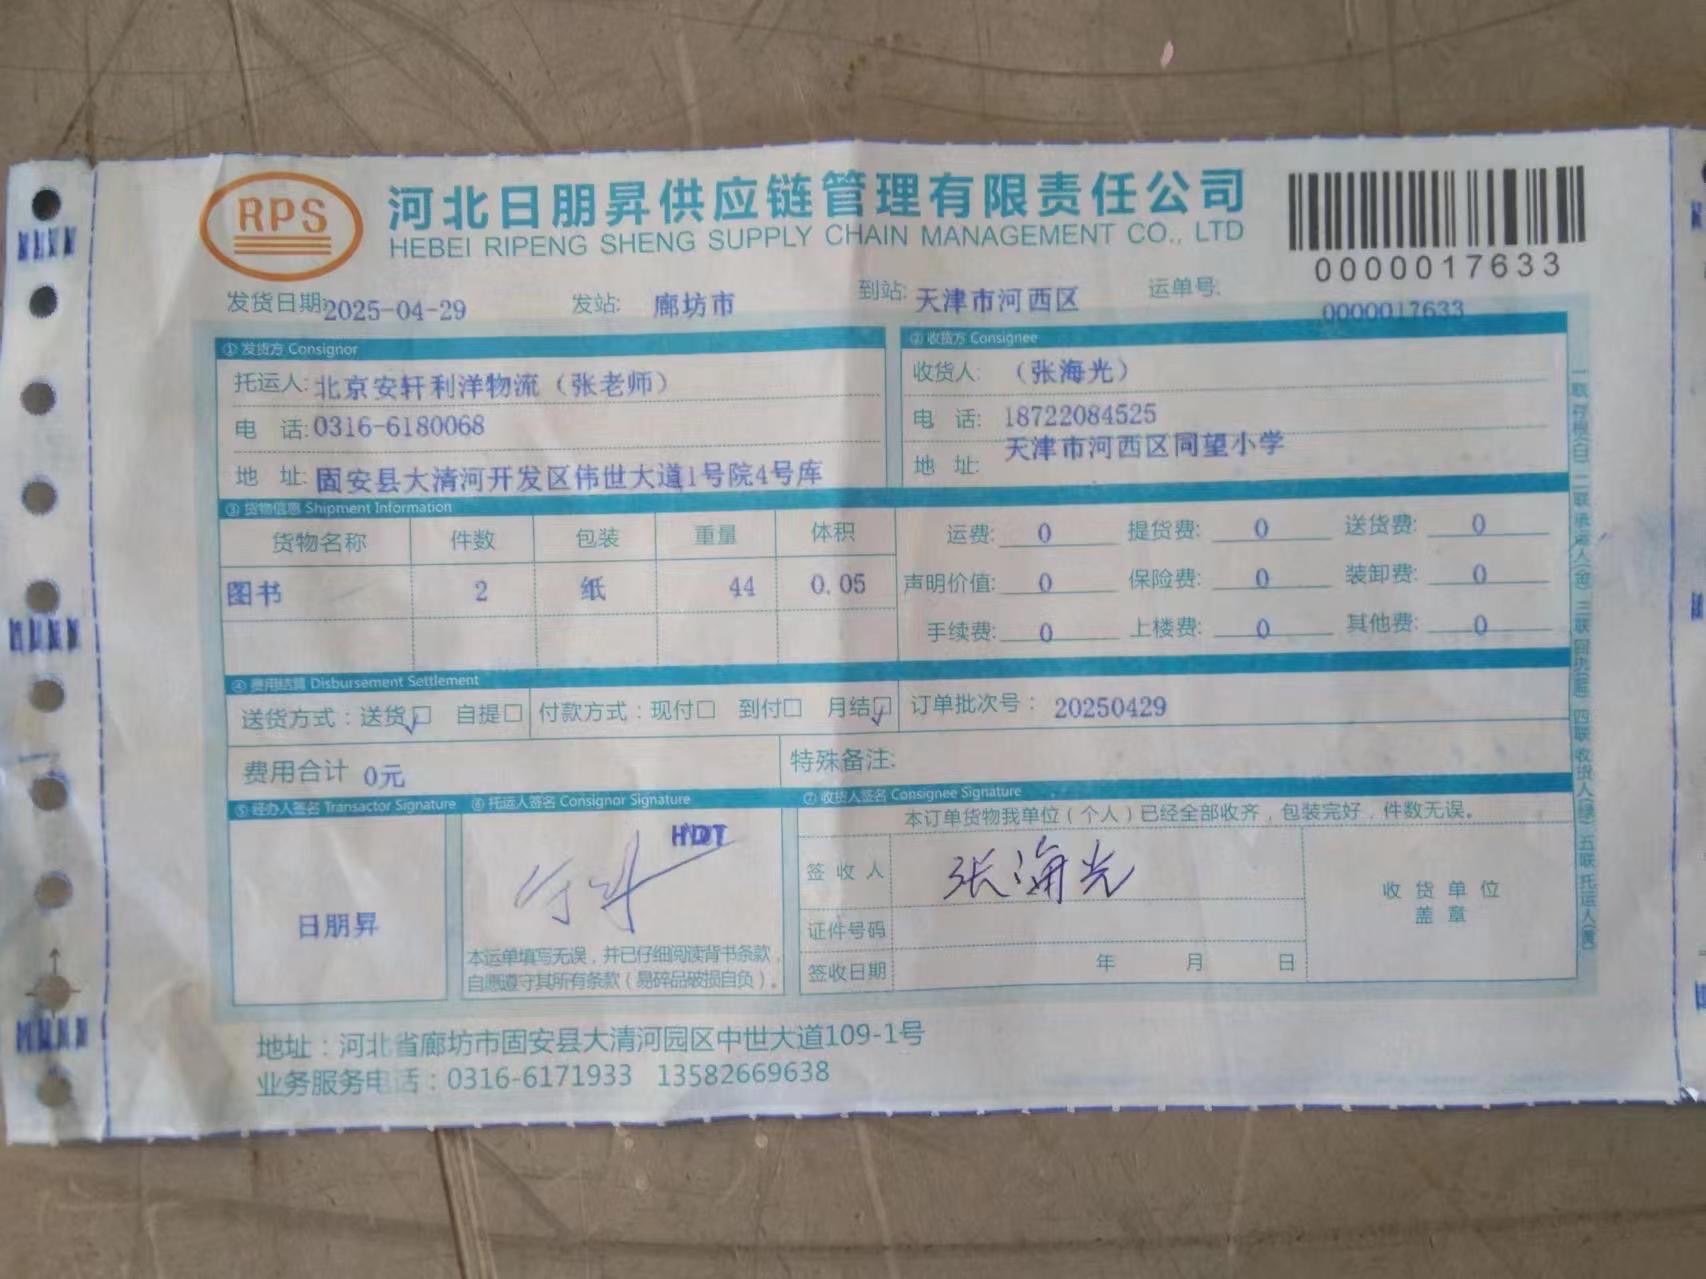 RPS
河北日朋昇供应链管理有限责任公司
HEBEI RIPENG SHENG SUPPLY CHAIN MANAGEMENT CO., LTD
0000017633
发货日期:2025-04-29 发站: 廊坊市 到站: 天津市河西区 运单号: 0000017633
① 发货方 Consignor
托运人: 北京安轩利洋物流（张老师）
电 话: 0316-6180068
地 址: 固安县大清河开发区伟世大道1号院4号库
② 收货方 Consignee
收货人: （张海光）
电 话: 18722084525
地 址: 天津市河西区同望小学
③ 货物信息 Shipment Information
货物名称 件数 包装 重量 体积
图书 2 纸 44 0.05
运费: 0 提货费: 0 送货费: 0
声明价值: 0 保险费: 0 装卸费: 0
手续费: 0 上楼费: 0 其他费: 0
④ 费用结算 Disbursement Settlement
送货方式：送货☑ 自提□ 付款方式：现付□ 到付□ 月结☑ 订单批次号： 20250429
费用合计 0元 特殊备注:
⑤ 经办人签名 Transactor Signature ⑥ 托运人签名 Consignor Signature ⑦ 收货人签名 Consignee Signature
日朋昇
本运单填写无误，并已仔细阅读背书条款，
自愿遵守其所有条款（易碎品破损自负）。
本订单货物我单位（个人）已经全部收齐，包装完好，件数无误。
签 收 人 张海光
证件号码
签收日期 年 月 日
收 货 单 位
盖 章
地址：河北省廊坊市固安县大清河园区中世大道109-1号
业务服务电话：0316-6171933 13582669638